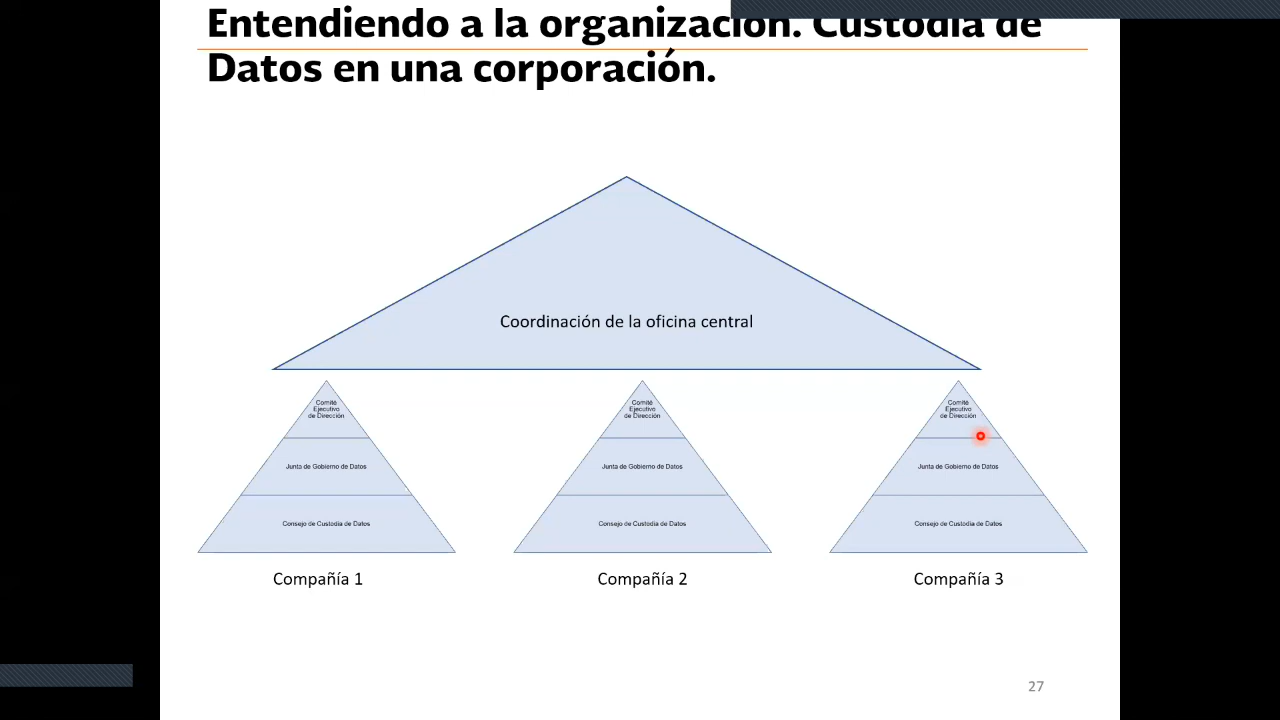 Entendiendo a la organización. Custodia de
Datos en una corporación.
Coordinación de la oficina central
Comité
Ejecutivo
de Dirección
Junta de Gobierno de Datos
Consejo de Custodia de Datos
Compañía 1
Comité
Ejecutivo
de Dirección
Junta de Gobierno de Datos
Consejo de Custodia de Datos
Compañía 2
Comité
Ejecutivo
de Dirección
Junta de Gobierno de Datos
Consejo de Custodia de Datos
Compañía 3
27